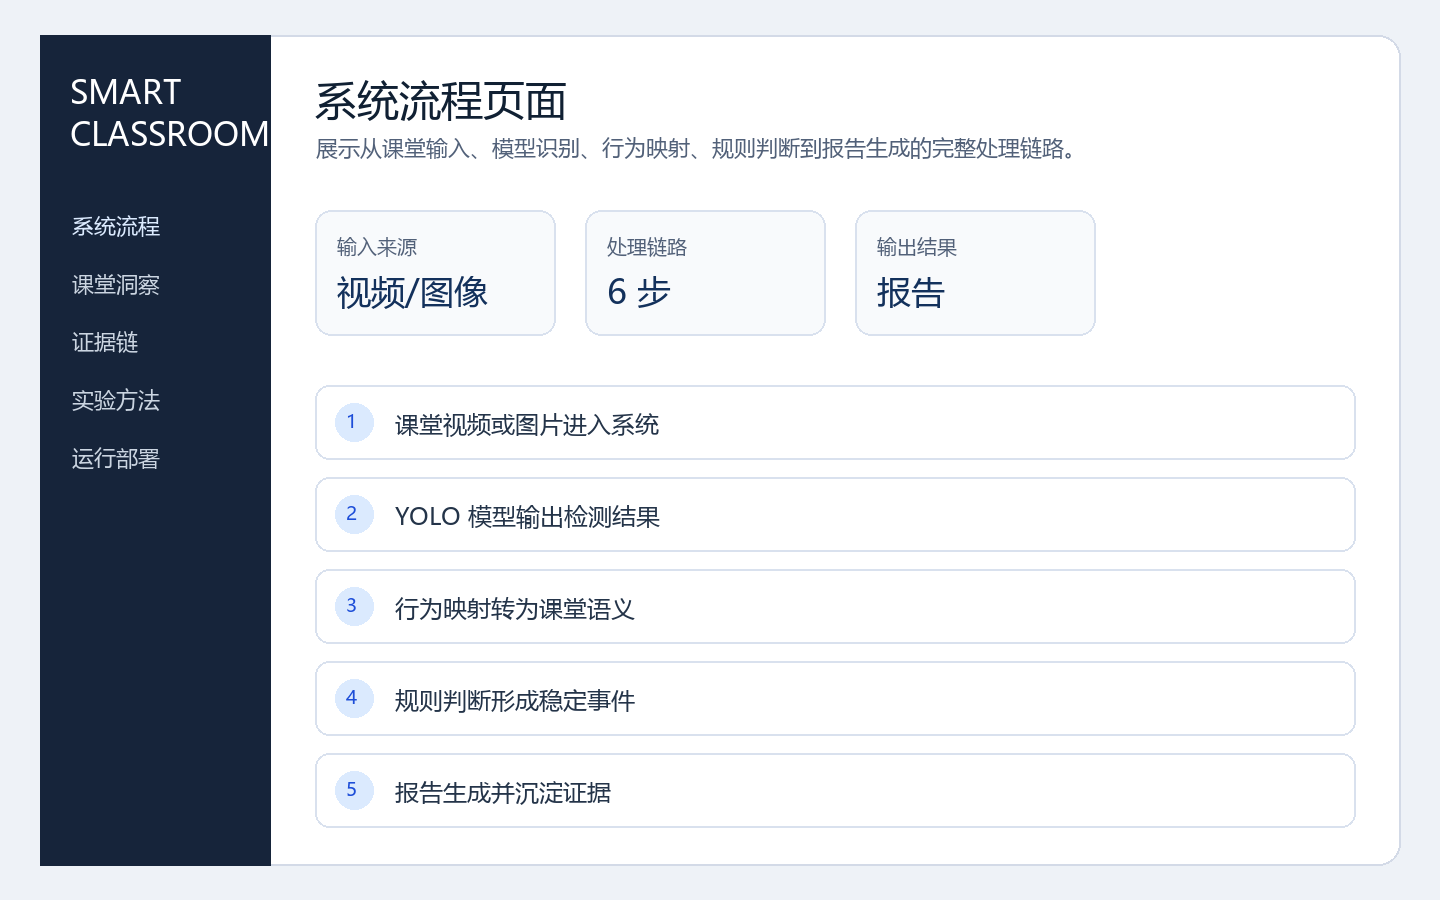 SMART
CLASSROOM
系统流程
课堂洞察
证据链
实验方法
运行部署
系统流程页面
展示从课堂输入、模型识别、行为映射、规则判断到报告生成的完整处理链路。
输入来源
视频/图像
处理链路
6 步
输出结果
报告
1 课堂视频或图片进入系统
2 YOLO 模型输出检测结果
3 行为映射转为课堂语义
4 规则判断形成稳定事件
5 报告生成并沉淀证据